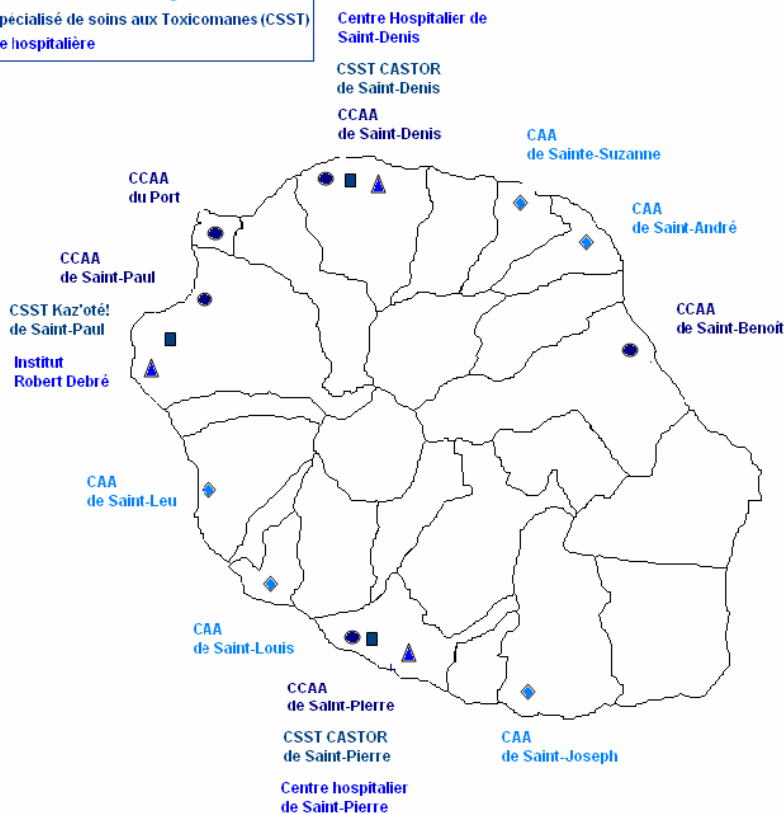 pécialisé de soins aux Toxicomanes (CSST)
e hospitalière
Centre Hospitalier de
Saint-Denis
CSST CASTOR
de Saint-Denis
CCAA
de Saint-Denis
CAA
de Sainte-Suzanne
CCAA
du Port
CAA
de Saint-André
CCAA
de Saint-Paul
CSST Kaz'oté!
de Saint-Paul
Institut
Robert Debré
CCAA
de Saint-Benoît
CAA
de Saint-Leu
CAA
de Saint-Louis
CCAA
de Saint-Pierre
CSST CASTOR
de Saint-Pierre
Centre hospitalier
de Saint-Pierre
CAA
de Saint-Joseph